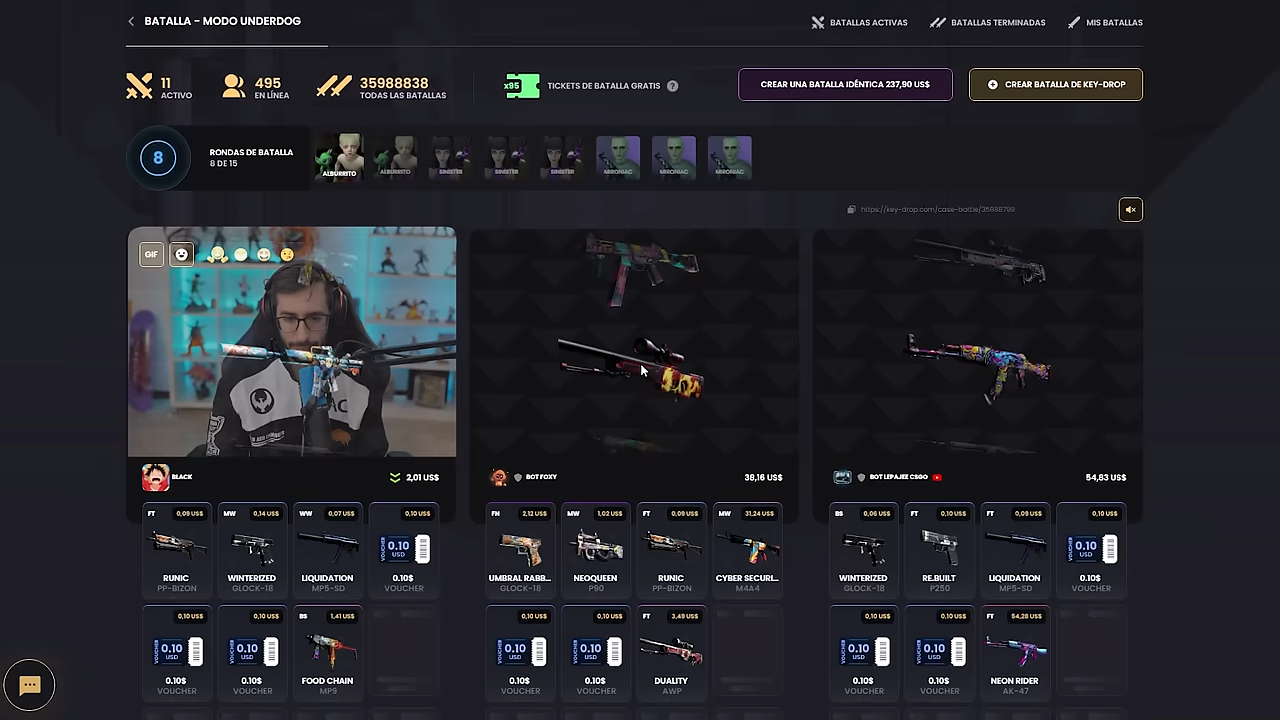 BATALLA - MODO UNDERDOG
BATALLAS ACTIVAS
BATALLAS TERMINADAS
MIS BATALLAS
11
ACTIVO
495
EN LÍNEA
35988838
TODAS LAS BATALLAS
x95
TICKETS DE BATALLA GRATIS ?
CREAR UNA BATALLA IDÉNTICA 237,90 US$
CREAR BATALLA DE KEY-DROP
8
RONDAS DE BATALLA
8 DE 15
ALBURRITO
ALBURRITO
SINISTER
SINISTER
SINISTER
MIRONIAC
MIRONIAC
MIRONIAC
https://key-drop.com/case-battle/35988799
GIF
BLACK
2,01 US$
BOT FOXY
38,16 US$
BOT LEPAJEE CSGO
54,83 US$
FT 0,09 US$
RUNIC
PP-BIZON
MW 0,14 US$
WINTERIZED
GLOCK-18
WW 0,07 US$
LIQUIDATION
MP5-SD
0,10 US$
VOUCHER 0.10 USD
0.10$
VOUCHER
FN 2,12 US$
UMBRAL RABB...
GLOCK-18
MW 1,02 US$
NEOQUEEN
P90
FT 0,09 US$
RUNIC
PP-BIZON
MW 31,24 US$
CYBER SECURI...
M4A4
BS 0,06 US$
WINTERIZED
GLOCK-18
FT 0,10 US$
RE.BUILT
P250
FT 0,09 US$
LIQUIDATION
MP5-SD
0,10 US$
VOUCHER 0.10 USD
0.10$
VOUCHER
0,10 US$
VOUCHER 0.10 USD
0.10$
VOUCHER
0,10 US$
VOUCHER 0.10 USD
0.10$
VOUCHER
BS 1,41 US$
FOOD CHAIN
MP9
0,10 US$
VOUCHER 0.10 USD
0.10$
VOUCHER
0,10 US$
VOUCHER 0.10 USD
0.10$
VOUCHER
FT 3,49 US$
DUALITY
AWP
0,10 US$
VOUCHER 0.10 USD
0.10$
VOUCHER
0,10 US$
VOUCHER 0.10 USD
0.10$
VOUCHER
FT 54,28 US$
NEON RIDER
AK-47